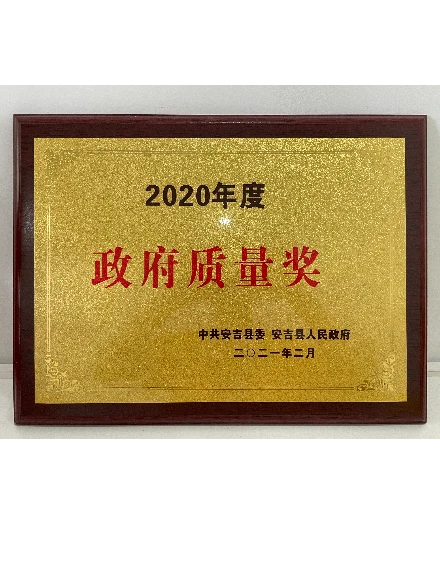 2020年度
政府质量奖
中共安吉县委 安吉县人民政府
二〇二一年二月